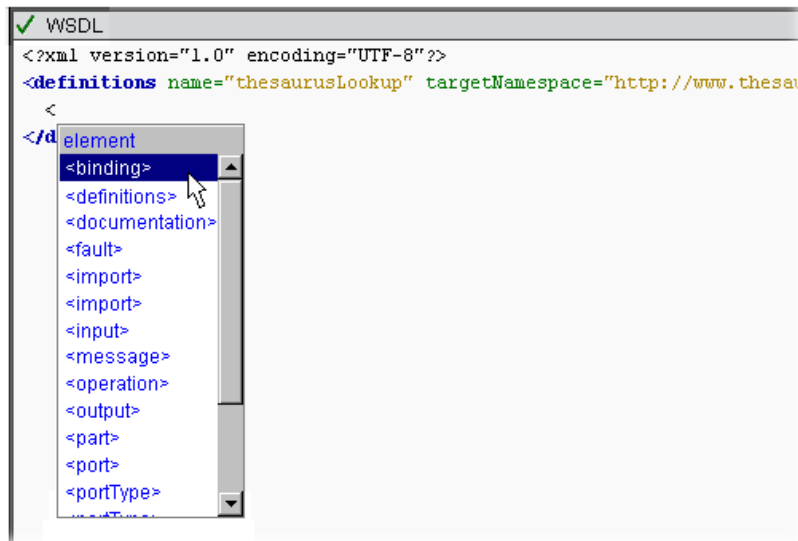 WSDL
<?xml version="1.0" encoding="UTF-8"?>
<definitions name="thesaurusLookup" targetNamespace="http://www.thesau
<
</d
element
<binding>
<definitions>
<documentation>
<fault>
<import>
<import>
<input>
<message>
<operation>
<output>
<part>
<port>
<portType>